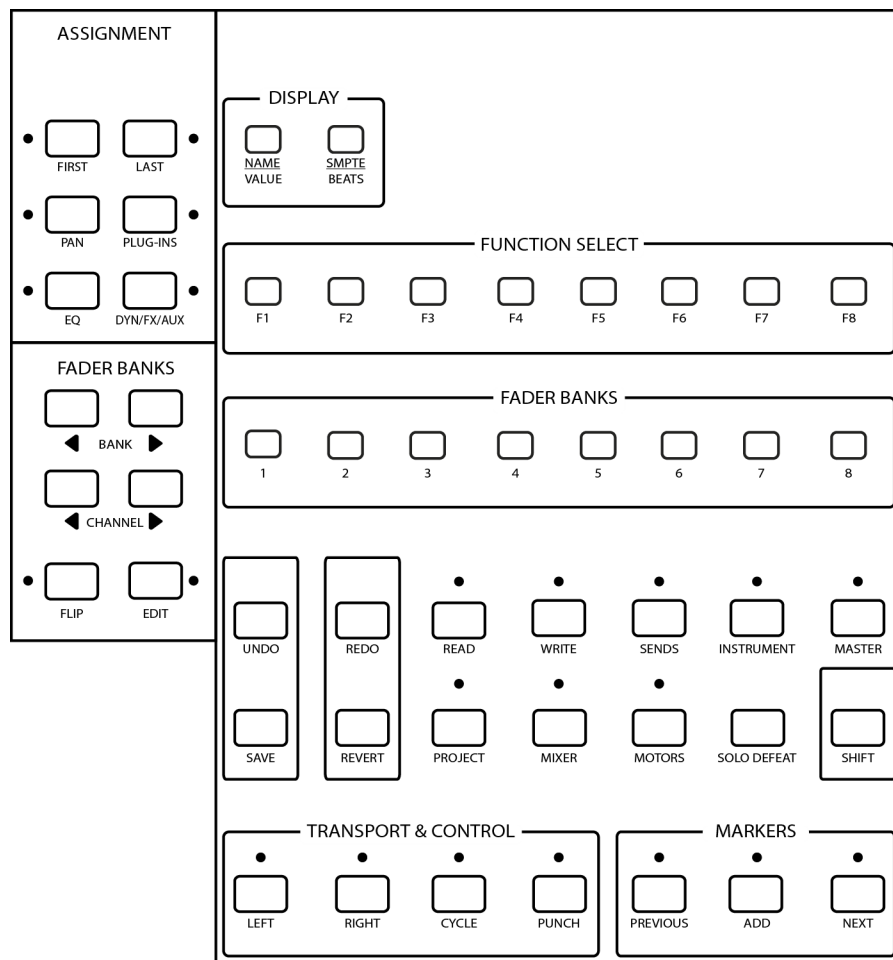 ASSIGNMENT
FIRST LAST
PAN PLUG-INS
EQ DYN/FX/AUX
FADER BANKS
BANK
CHANNEL
FLIP EDIT
DISPLAY
NAME SMPTE
VALUE BEATS
FUNCTION SELECT
F1 F2 F3 F4 F5 F6 F7 F8
FADER BANKS
1 2 3 4 5 6 7 8
UNDO REDO READ WRITE SENDS INSTRUMENT MASTER
SAVE REVERT PROJECT MIXER MOTORS SOLO DEFEAT SHIFT
TRANSPORT & CONTROL
LEFT RIGHT CYCLE PUNCH
MARKERS
PREVIOUS ADD NEXT